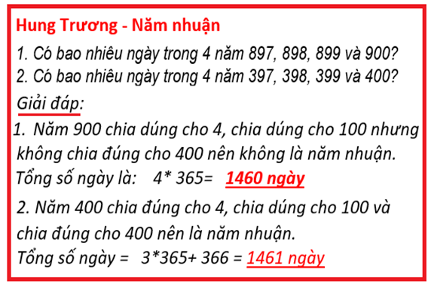 Hung Trương - Năm nhuận
1. Có bao nhiêu ngày trong 4 năm 897, 898, 899 và 900?
2. Có bao nhiêu ngày trong 4 năm 397, 398, 399 và 400?
Giải đáp:
1. Năm 900 chia dúng cho 4, chia dúng cho 100 nhưng
không chia đúng cho 400 nên không là năm nhuận.
Tổng số ngày là: 4* 365= 1460 ngày
2. Năm 400 chia đúng cho 4, chia dúng cho 100 và
chia đúng cho 400 nên là năm nhuận.
Tổng số ngày = 3*365+ 366 = 1461 ngày